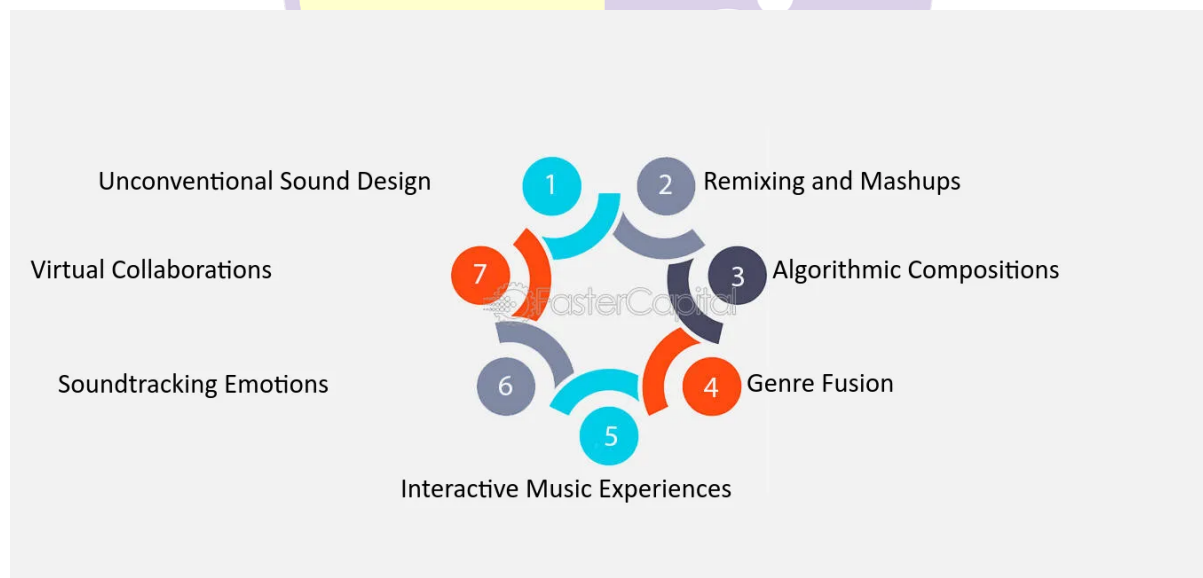 Unconventional Sound Design
1
2
Remixing and Mashups
Virtual Collaborations
7
3
Algorithmic Compositions
FasterCapital
Soundtracking Emotions
6
4
Genre Fusion
5
Interactive Music Experiences